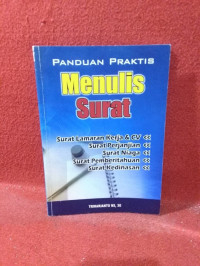 PANDUAN PRAKTIS
Menulis
Surat
Surat Lamaran Kerja & CV <<
Surat Perjanjian <<
Surat Niaga <<
Surat Pemberitahuan <<
Surat Kedinasan <<